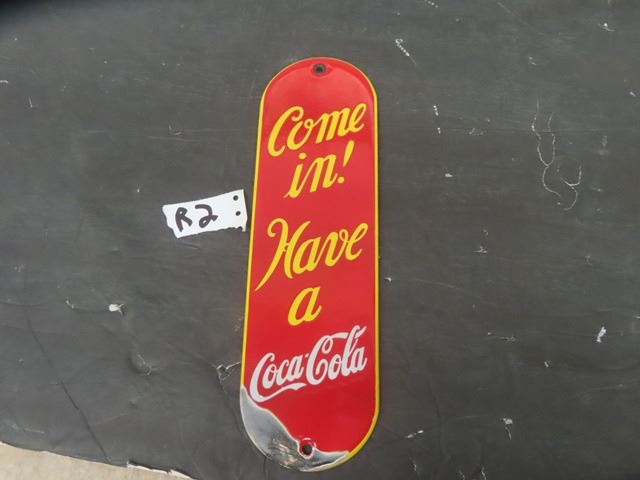 Come
in!
R2
Have
a
Coca-Cola